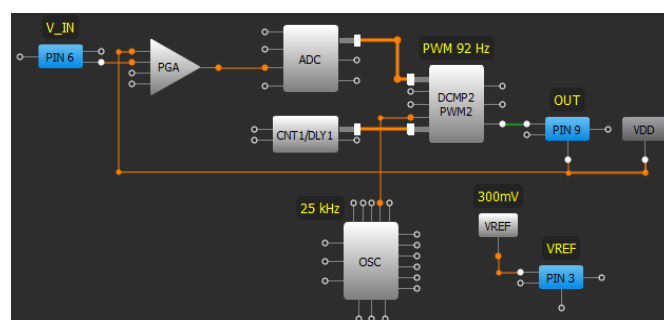 V_IN
PIN 6
PGA
ADC
PWM 92 Hz
DCMP2
PWM2
OUT
PIN 9
VDD
CNT1/DLY1
25 kHz
OSC
300mV
VREF
VREF
PIN 3